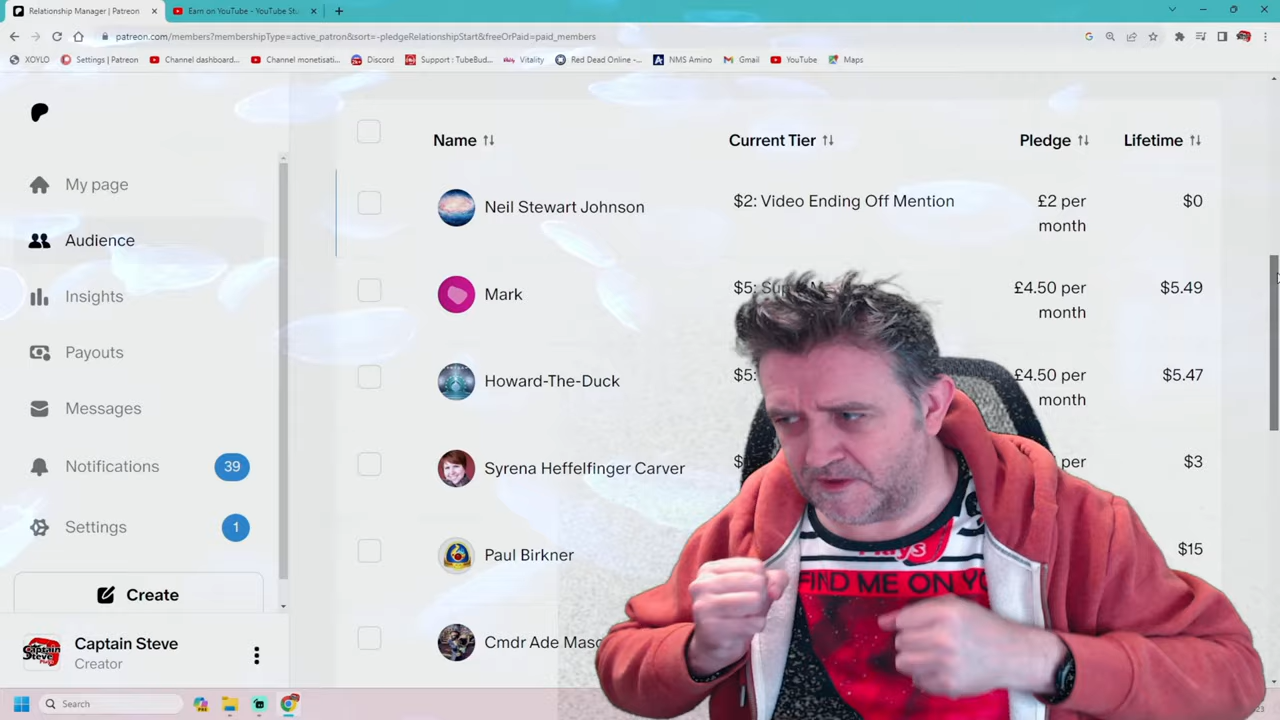 Relationship Manager | Patreon
Earn on YouTube - YouTube St
patreon.com/members?membershipType=active_patron&sort=-pledgeRelationshipStart&freeOrPaid=paid_members
XOYLO
Settings | Patreon
Channel dashboard...
Channel monetisati...
Discord
Support : TubeBud...
Vitality
Red Dead Online -...
NMS Amino
Gmail
YouTube
Maps
Name
Current Tier
Pledge
Lifetime
My page
Audience
Insights
Payouts
Messages
Notifications 39
Settings 1
Create
Captain Steve
Creator
Neil Stewart Johnson
$2: Video Ending Off Mention
£2 per
month
$0
Mark
$5:
£4.50 per
month
$5.49
Howard-The-Duck
$5:
£4.50 per
month
$5.47
Syrena Heffelfinger Carver
per
$3
Paul Birkner
$15
Cmdr Ade Maso
FIND ME ON YO
Search